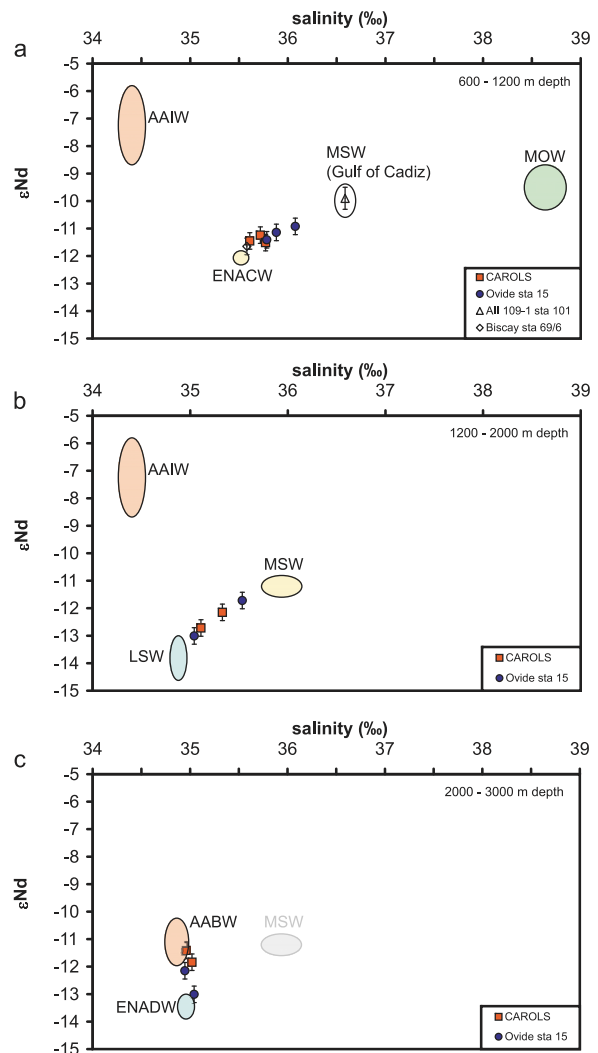 salinity (‰)
a
34 35 36 37 38 39
-5
-6
-7
-8
-9
-10
-11
-12
-13
-14
-15
εNd
600 - 1200 m depth
AAIW
MSW
(Gulf of Cadiz)
MOW
ENACW
CAROLS
Ovide sta 15
AII 109-1 sta 101
Biscay sta 69/6
salinity (‰)
b
34 35 36 37 38 39
-5
-6
-7
-8
-9
-10
-11
-12
-13
-14
-15
εNd
1200 - 2000 m depth
AAIW
MSW
LSW
CAROLS
Ovide sta 15
salinity (‰)
c
34 35 36 37 38 39
-5
-6
-7
-8
-9
-10
-11
-12
-13
-14
-15
εNd
2000 - 3000 m depth
AABW
MSW
ENADW
CAROLS
Ovide sta 15